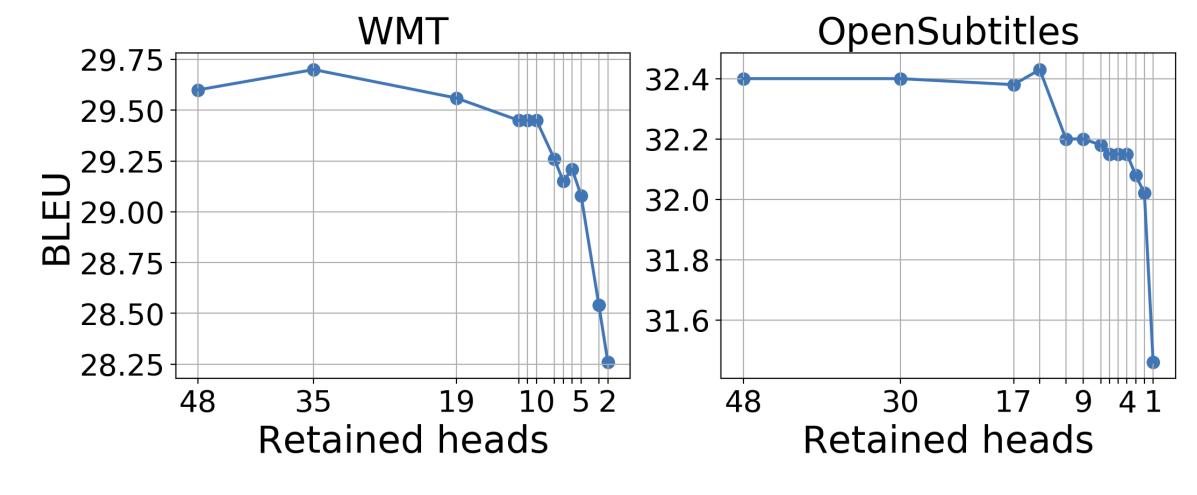 WMT
29.75
29.50
29.25
29.00
28.75
28.50
28.25
BLEU
48 35 19 10 5 2
Retained heads
OpenSubtitles
32.4
32.2
32.0
31.8
31.6
48 30 17 9 4 1
Retained heads